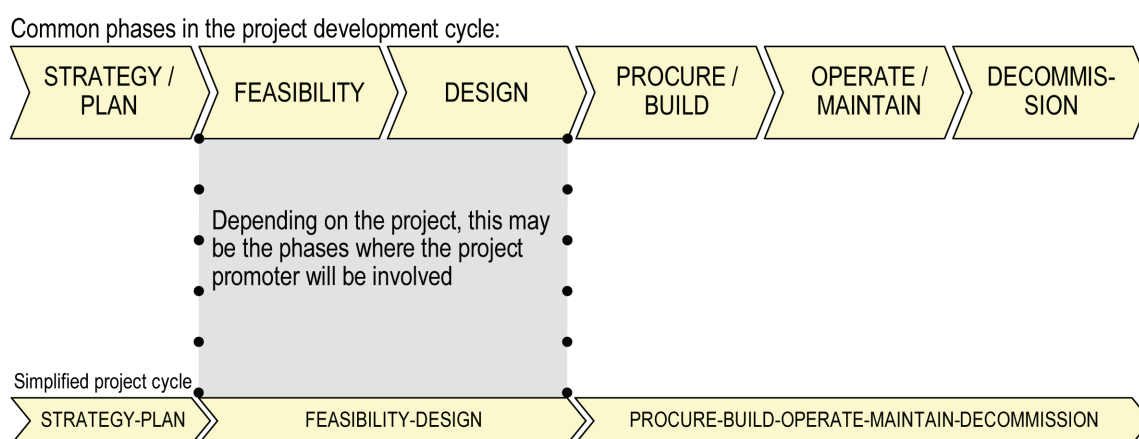 Common phases in the project development cycle:
STRATEGY /
PLAN
FEASIBILITY
DESIGN
PROCURE /
BUILD
OPERATE /
MAINTAIN
DECOMMIS-
SION
Depending on the project, this may
be the phases where the project
promoter will be involved
Simplified project cycle
STRATEGY-PLAN
FEASIBILITY-DESIGN
PROCURE-BUILD-OPERATE-MAINTAIN-DECOMMISSION